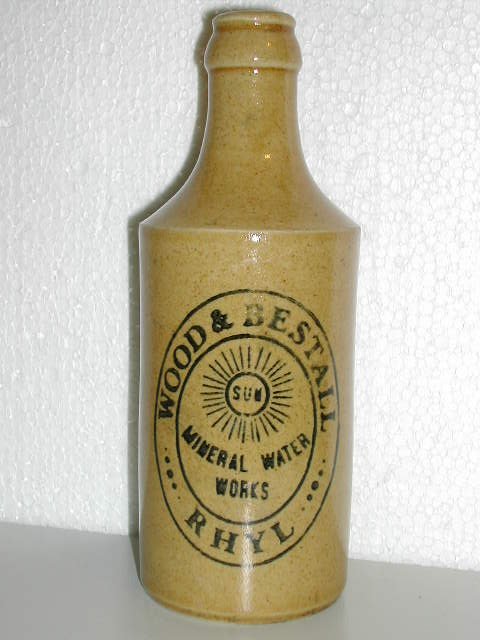 WOOD & BESTALL
SUN
MINERAL WATER
WORKS
RHYL